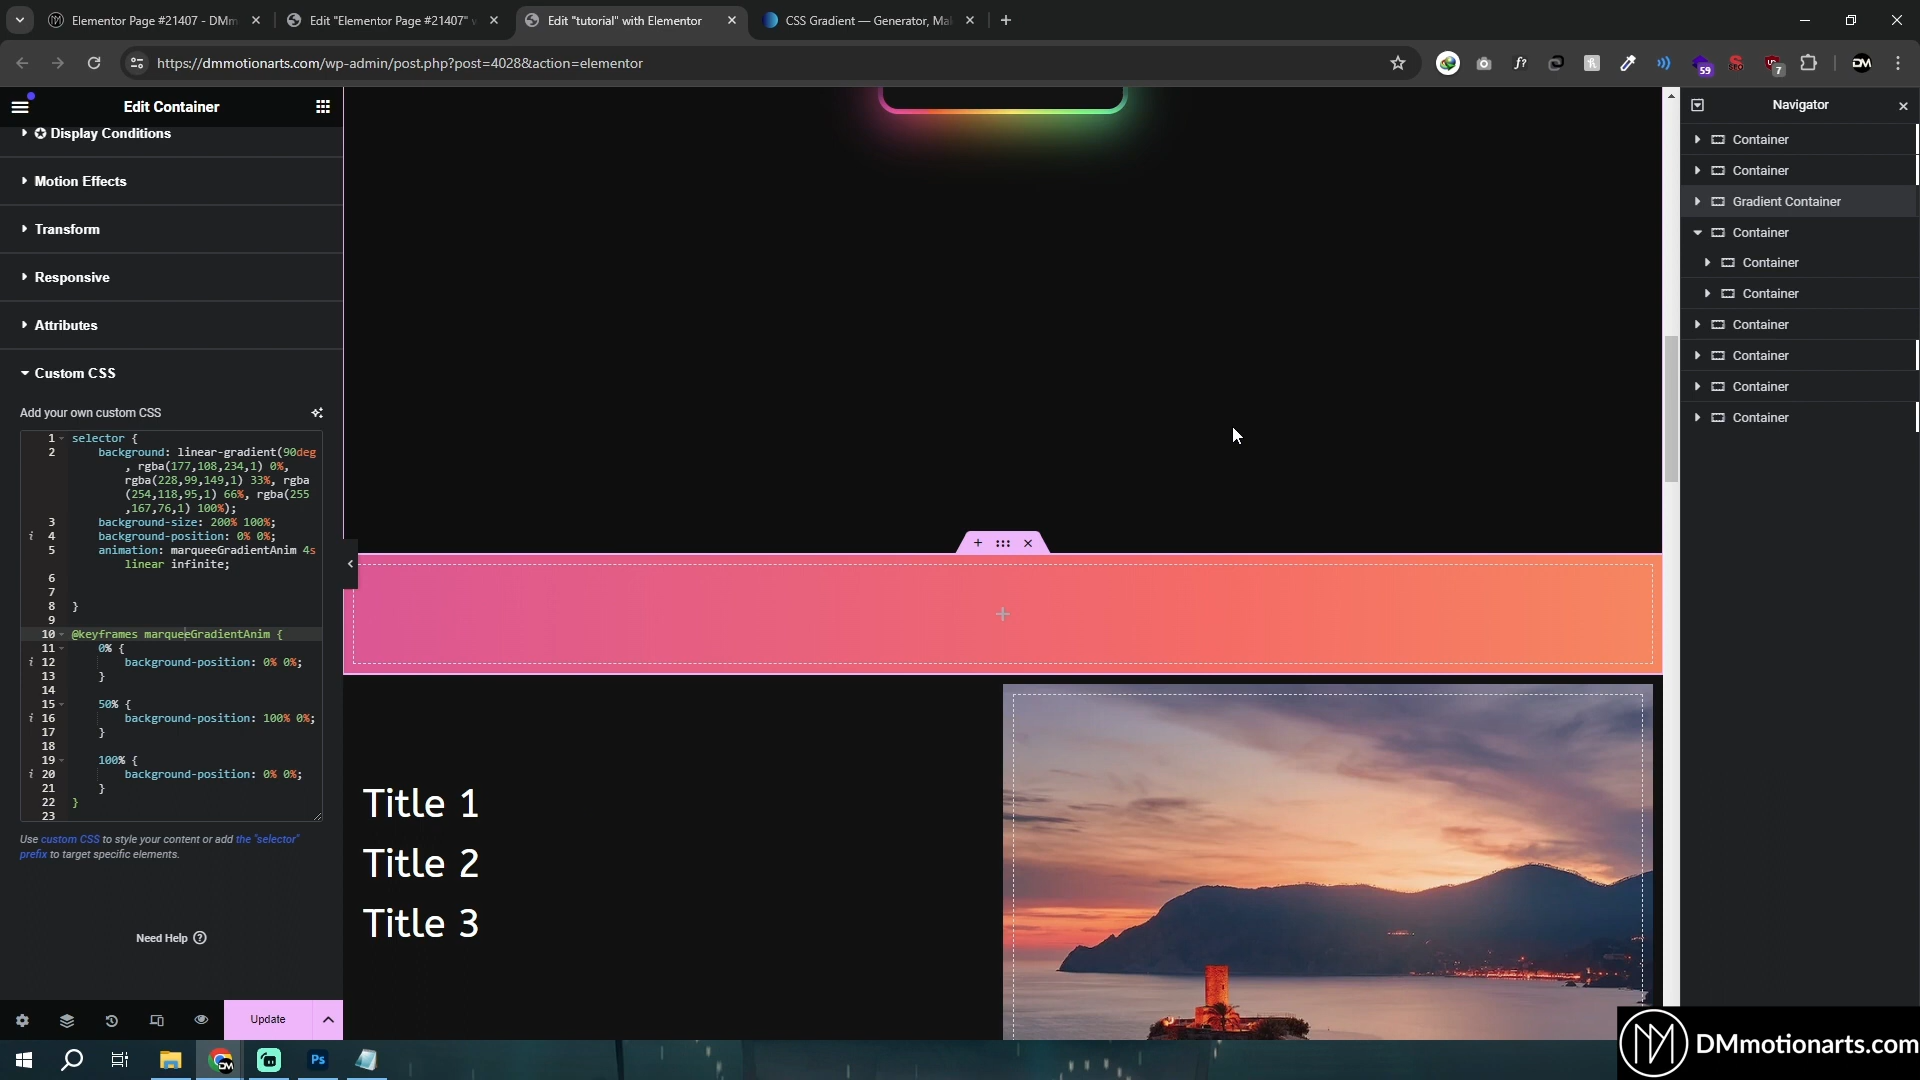 Elementor Page #21407 - DMm
Edit "Elementor Page #21407"
Edit "tutorial" with Elementor
CSS Gradient — Generator, Ma
https://dmmotionarts.com/wp-admin/post.php?post=4028&action=elementor
f?
59
SEO
7
DM
Edit Container
Display Conditions
Motion Effects
Transform
Responsive
Attributes
Custom CSS
Add your own custom CSS
1 selector {
2 background: linear-gradient(90deg
, rgba(177,108,234,1) 0%,
rgba(228,99,149,1) 33%, rgba
(254,118,95,1) 66%, rgba(255
,167,76,1) 100%);
3 background-size: 200% 100%;
i 4 background-position: 0% 0%;
5 animation: marqueeGradientAnim 4s
linear infinite;
6
7
8 }
9
10 @keyframes marqueeGradientAnim {
11 0% {
i 12 background-position: 0% 0%;
13 }
14
15 50% {
i 16 background-position: 100% 0%;
17 }
18
19 100% {
i 20 background-position: 0% 0%;
21 }
22 }
23
Use custom CSS to style your content or add the "selector"
prefix to target specific elements.
Need Help
Update
Title 1
Title 2
Title 3
Navigator
Container
Container
Gradient Container
Container
Container
Container
Container
Container
Container
Container
Ps
DM
DMmotionarts.com